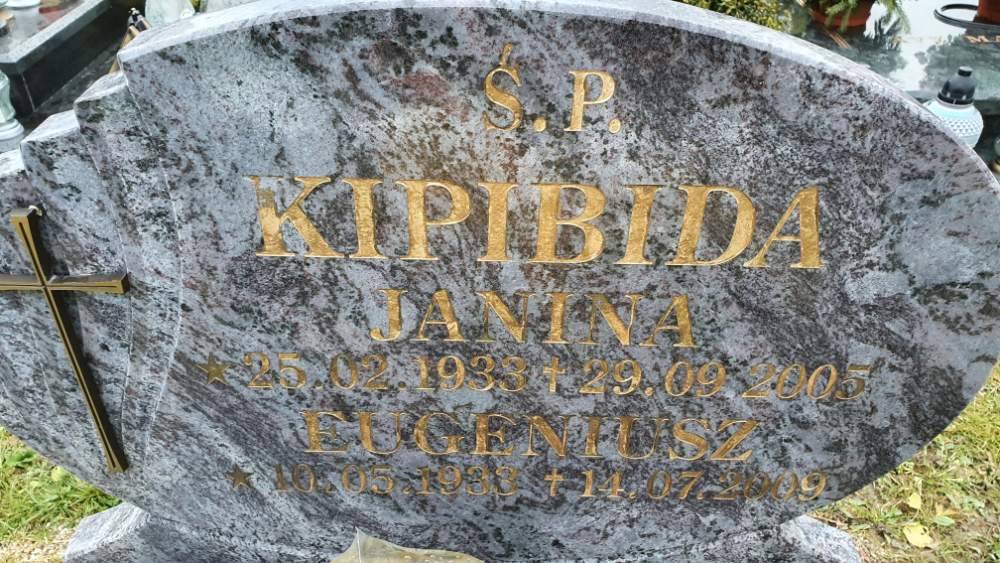 Ś.P.
KIPIBIDA
JANINA
★25.02.1933 † 29.09.2005
EUGENIUSZ
★10.05.1933 † 14.07.2009